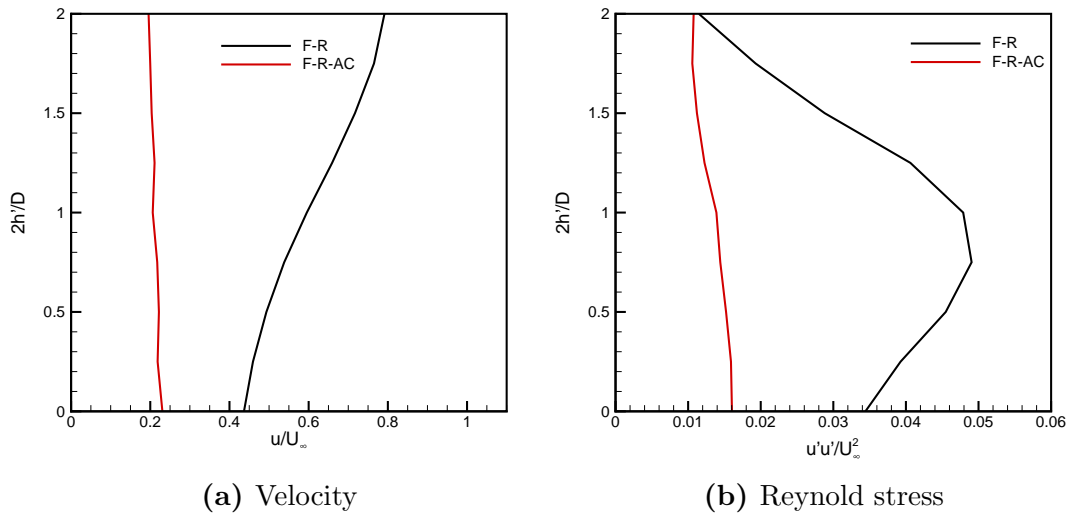 2
1.5
1
0.5
0
2h'/D
F-R
F-R-AC
0 0.2 0.4 0.6 0.8 1
u/U∞
(a) Velocity
2
1.5
1
0.5
0
2h'/D
F-R
F-R-AC
0 0.01 0.02 0.03 0.04 0.05 0.06
u'u'/U²∞
(b) Reynold stress